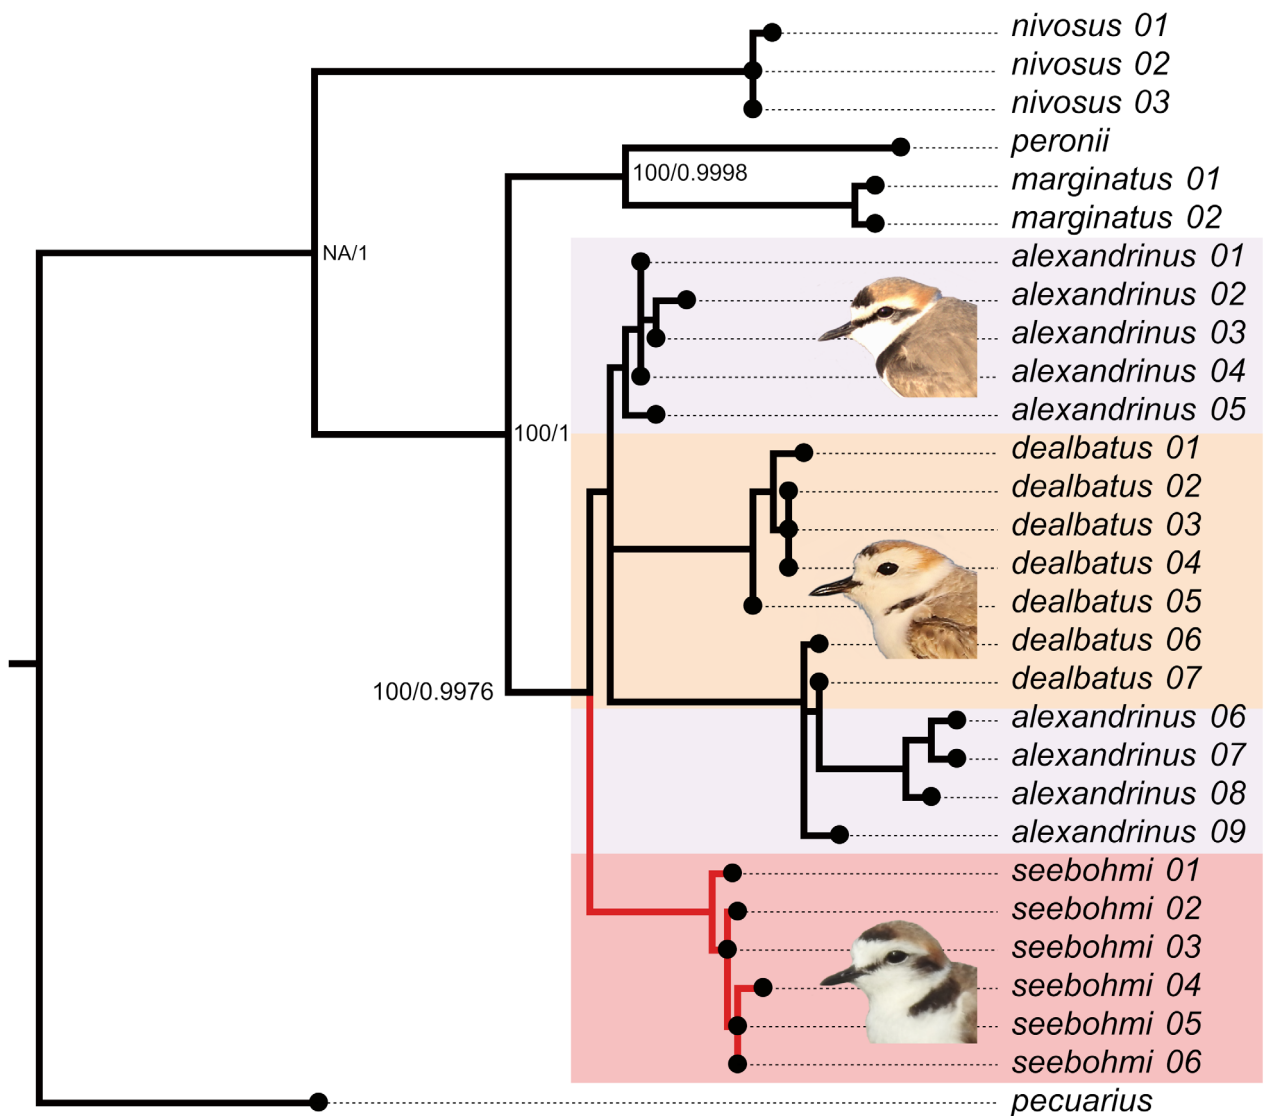 nivosus 01
nivosus 02
nivosus 03
peronii
100/0.9998
marginatus 01
marginatus 02
NA/1
alexandrinus 01
alexandrinus 02
alexandrinus 03
alexandrinus 04
alexandrinus 05
100/1
dealbatus 01
dealbatus 02
dealbatus 03
dealbatus 04
dealbatus 05
dealbatus 06
dealbatus 07
100/0.9976
alexandrinus 06
alexandrinus 07
alexandrinus 08
alexandrinus 09
seebohmi 01
seebohmi 02
seebohmi 03
seebohmi 04
seebohmi 05
seebohmi 06
pecuarius